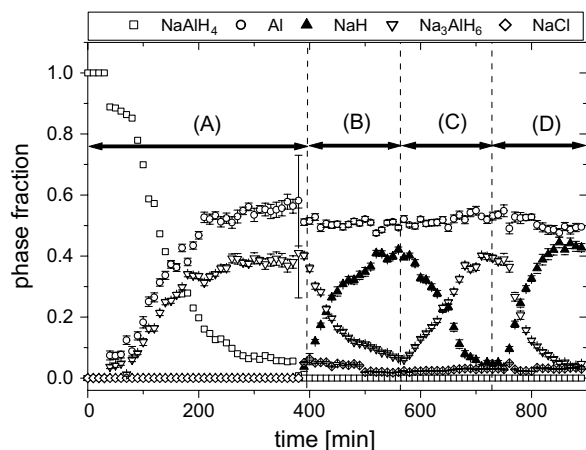 NaAlH₄ Al NaH Na₃AlH₆ NaCl
1.0
0.8
0.6
0.4
0.2
0.0
phase fraction
(A) (B) (C) (D)
0 200 400 600 800
time [min]